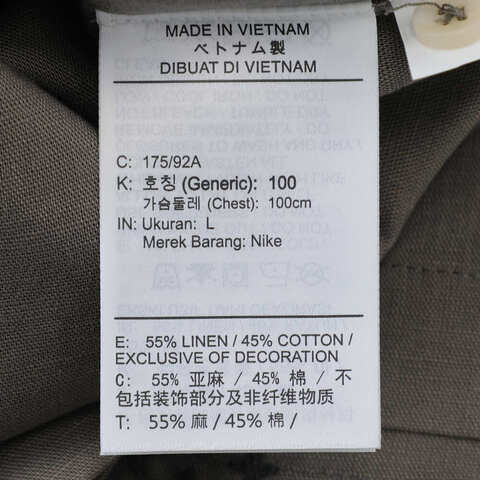 MADE IN VIETNAM
ベトナム製
DIBUAT DI VIETNAM
C: 175/92A
K: 호칭 (Generic): 100
가슴둘레 (Chest): 100cm
IN: Ukuran: L
Merek Barang: Nike
E: 55% LINEN / 45% COTTON /
EXCLUSIVE OF DECORATION
C: 55% 亚麻 / 45% 棉 / 不
包括装饰部分及非纤维物质
T: 55% 麻 / 45% 棉 /